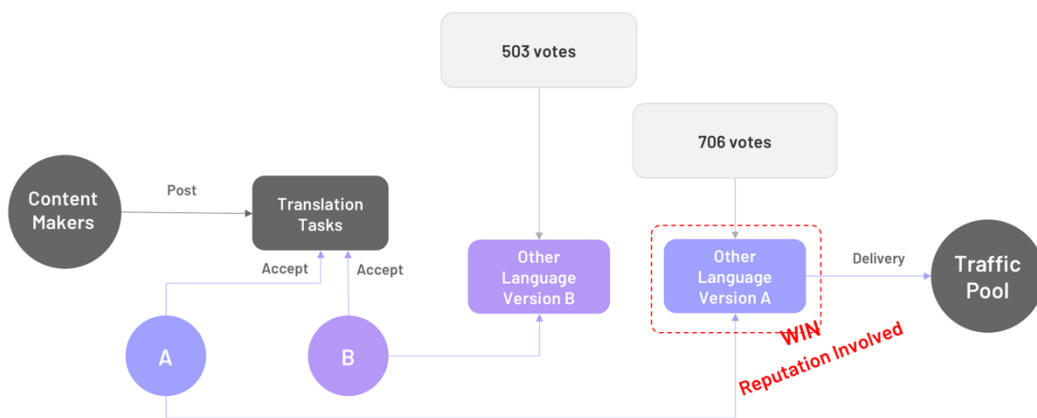 503 votes
706 votes
Content
Makers
Post
Translation
Tasks
Accept
Accept
Other
Language
Version B
Other
Language
Version A
Delivery
Traffic
Pool
A
B
WIN
Reputation Involved